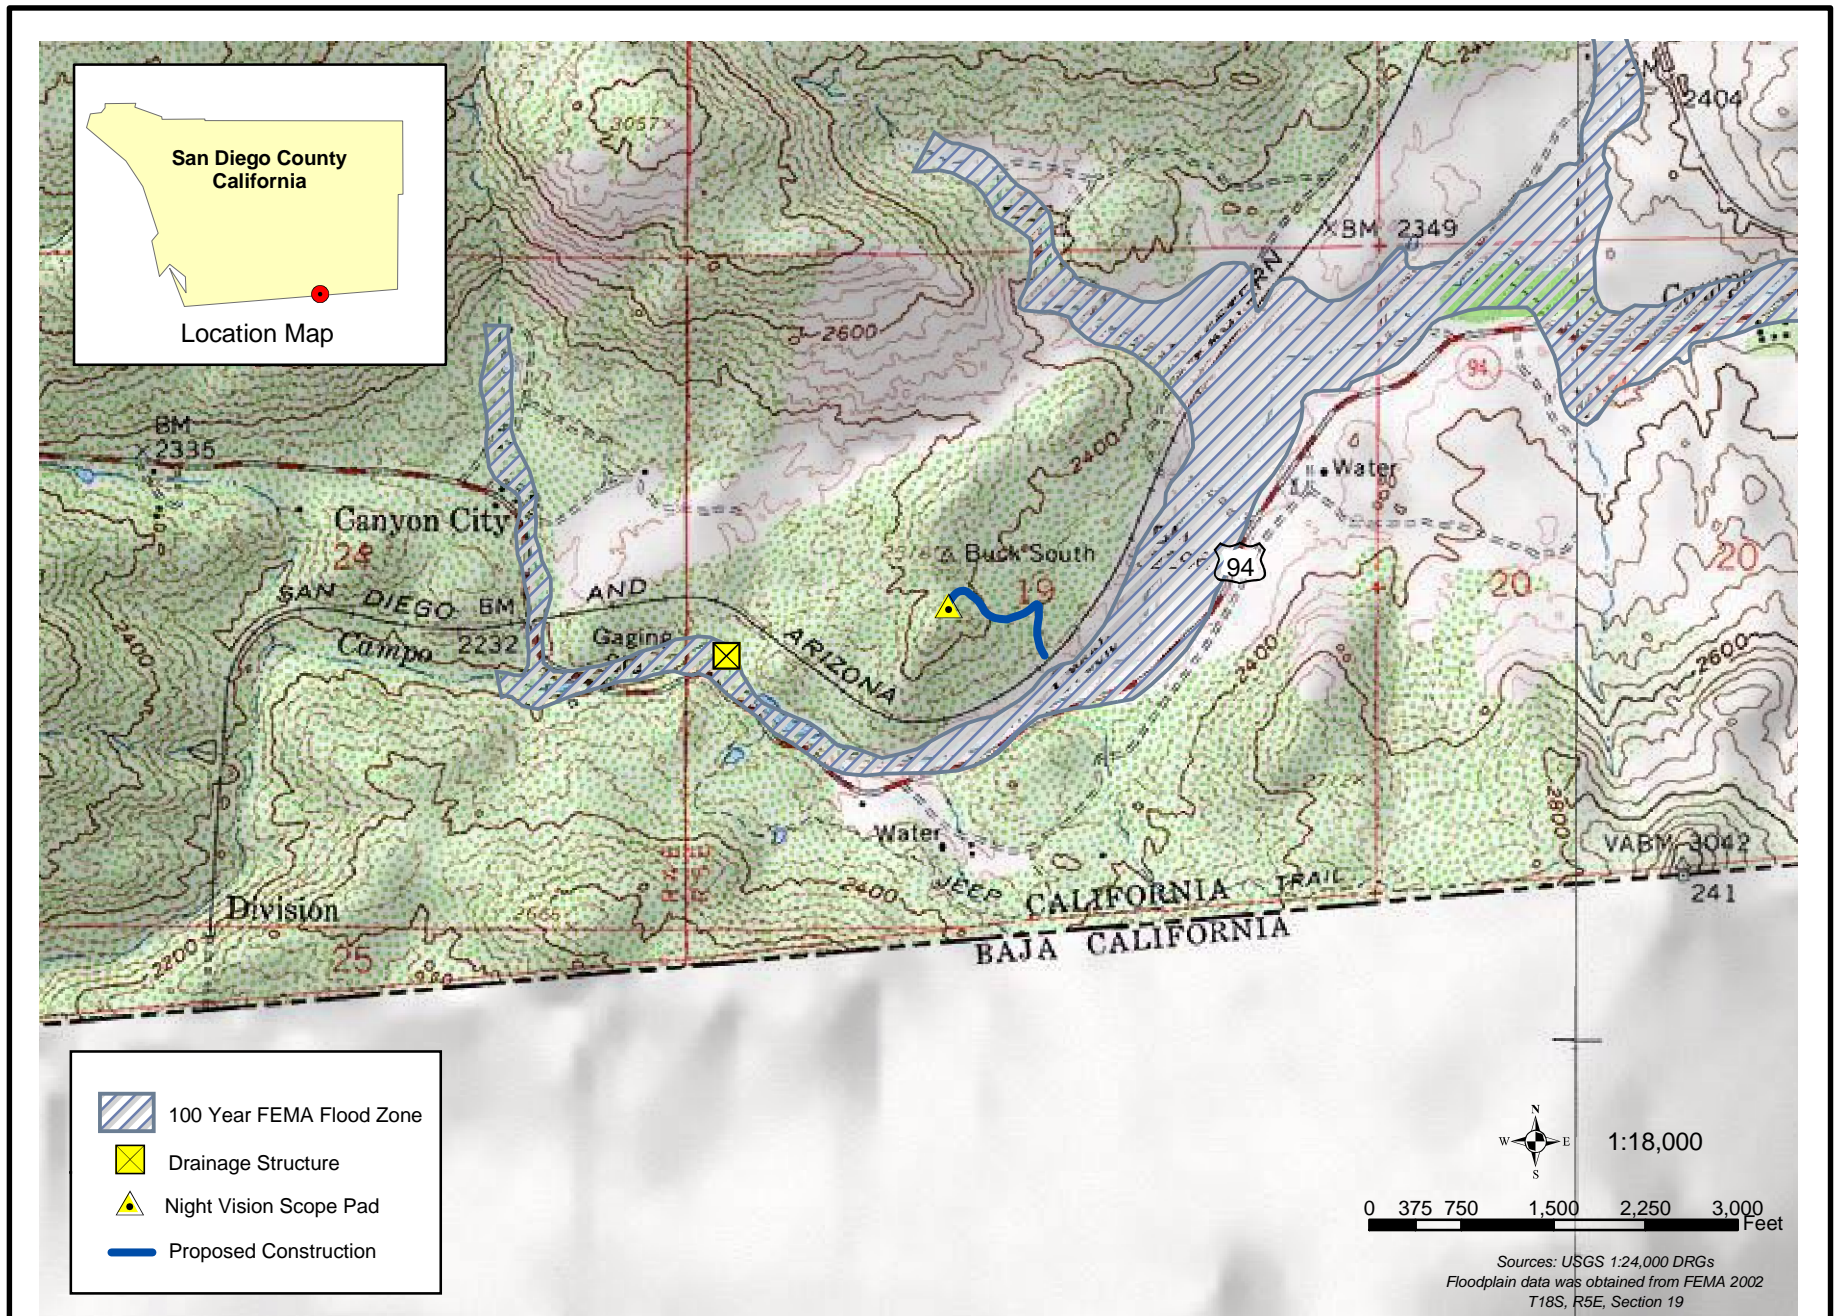 San Diego County
California
Location Map
3057
2404
BM 2349
2600
94
BM
2335
2400
Water
Canyon City
24
Buck South
19
94
20
20
SAN DIEGO AND ARIZONA
BM
2232
Campo
Gaging
2400
2400
2600
2800
Water
VABM 3042
241
JEEP TRAIL
2400
CALIFORNIA
BAJA CALIFORNIA
Division
2200
25
100 Year FEMA Flood Zone
Drainage Structure
Night Vision Scope Pad
Proposed Construction
N
W E
S
1:18,000
0 375 750 1,500 2,250 3,000
Feet
Sources: USGS 1:24,000 DRGs
Floodplain data was obtained from FEMA 2002
T18S, R5E, Section 19